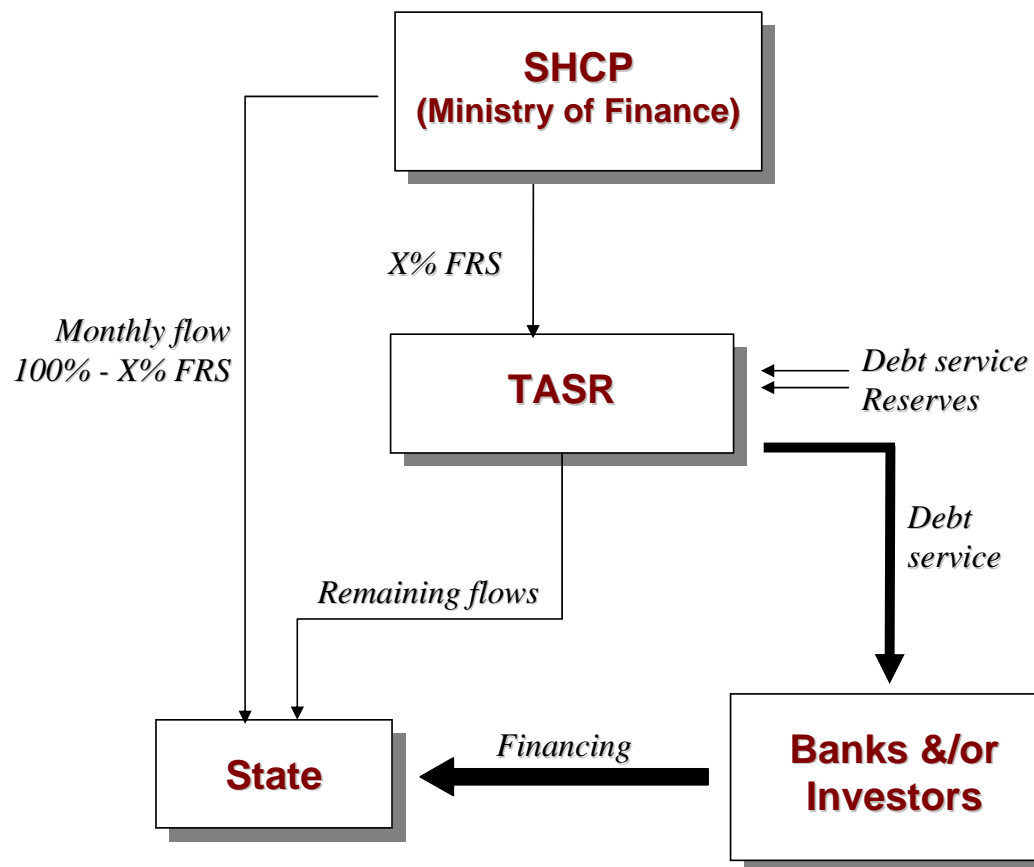 SHCP
(Ministry of Finance)
X% FRS
Monthly flow
100% - X% FRS
TASR
Debt service
Reserves
Debt
service
Remaining flows
State
Financing
Banks &/or
Investors